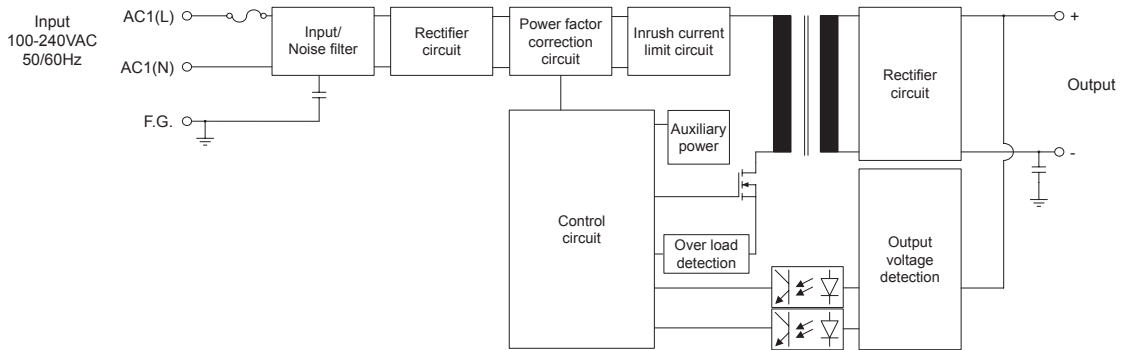 Input
100-240VAC
50/60Hz
AC1(L)
AC1(N)
F.G.
Input/
Noise filter
Rectifier
circuit
Power factor
correction
circuit
Inrush current
limit circuit
Rectifier
circuit
+
Output
-
Auxiliary
power
Control
circuit
Over load
detection
Output
voltage
detection